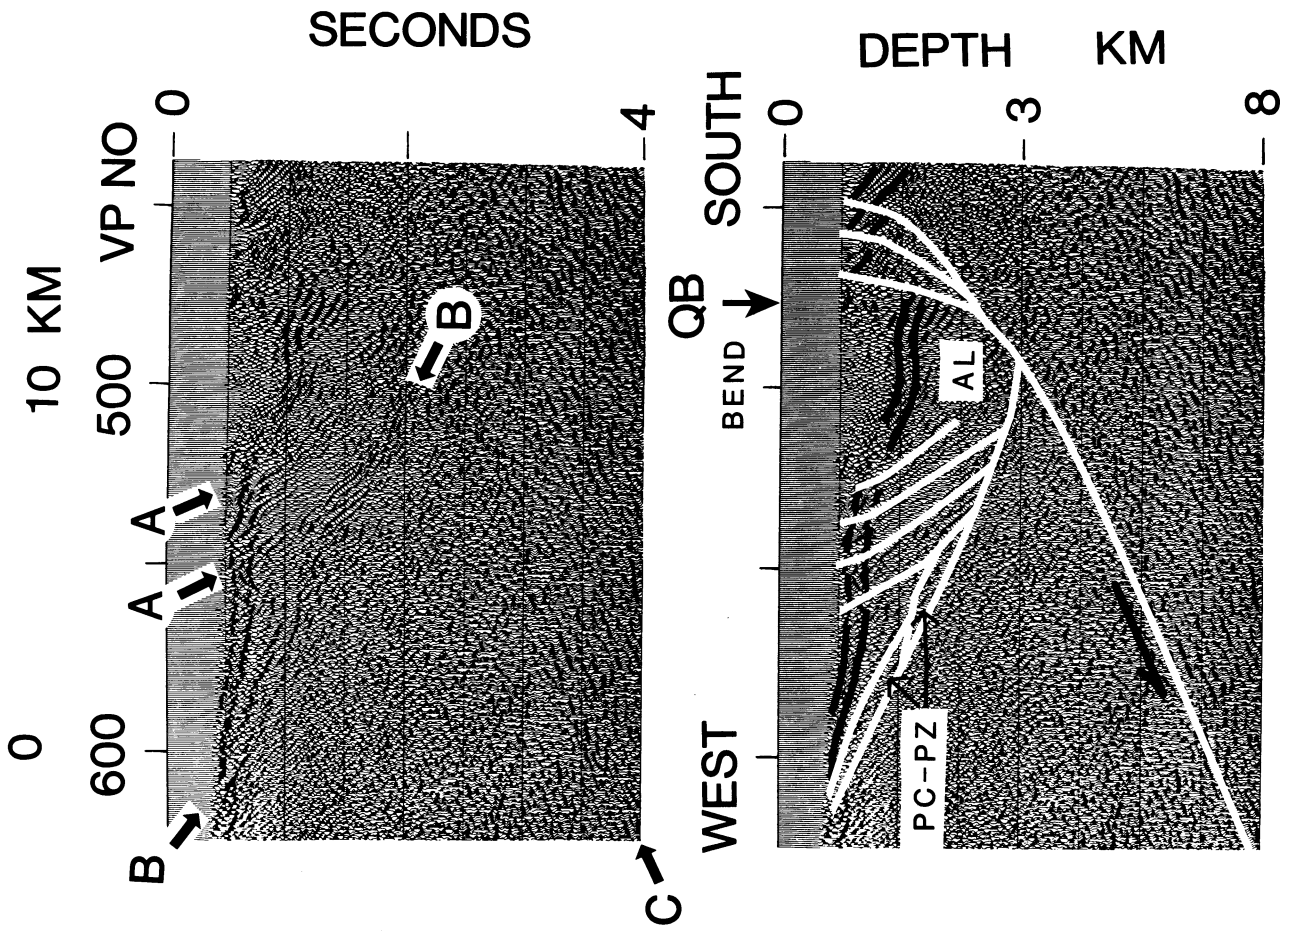 SECONDS
0
4
VP NO
500
600
10 KM
0
A
A
B
B
C
DEPTH KM
0
3
8
SOUTH
QB
BEND
WEST
AL
PC-PZ